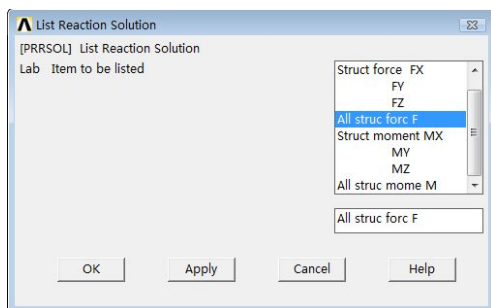 List Reaction Solution
[PRRSOL] List Reaction Solution
Lab Item to be listed
Struct force FX
FY
FZ
All struc forc F
Struct moment MX
MY
MZ
All struc mome M
All struc forc F
OK Apply Cancel Help